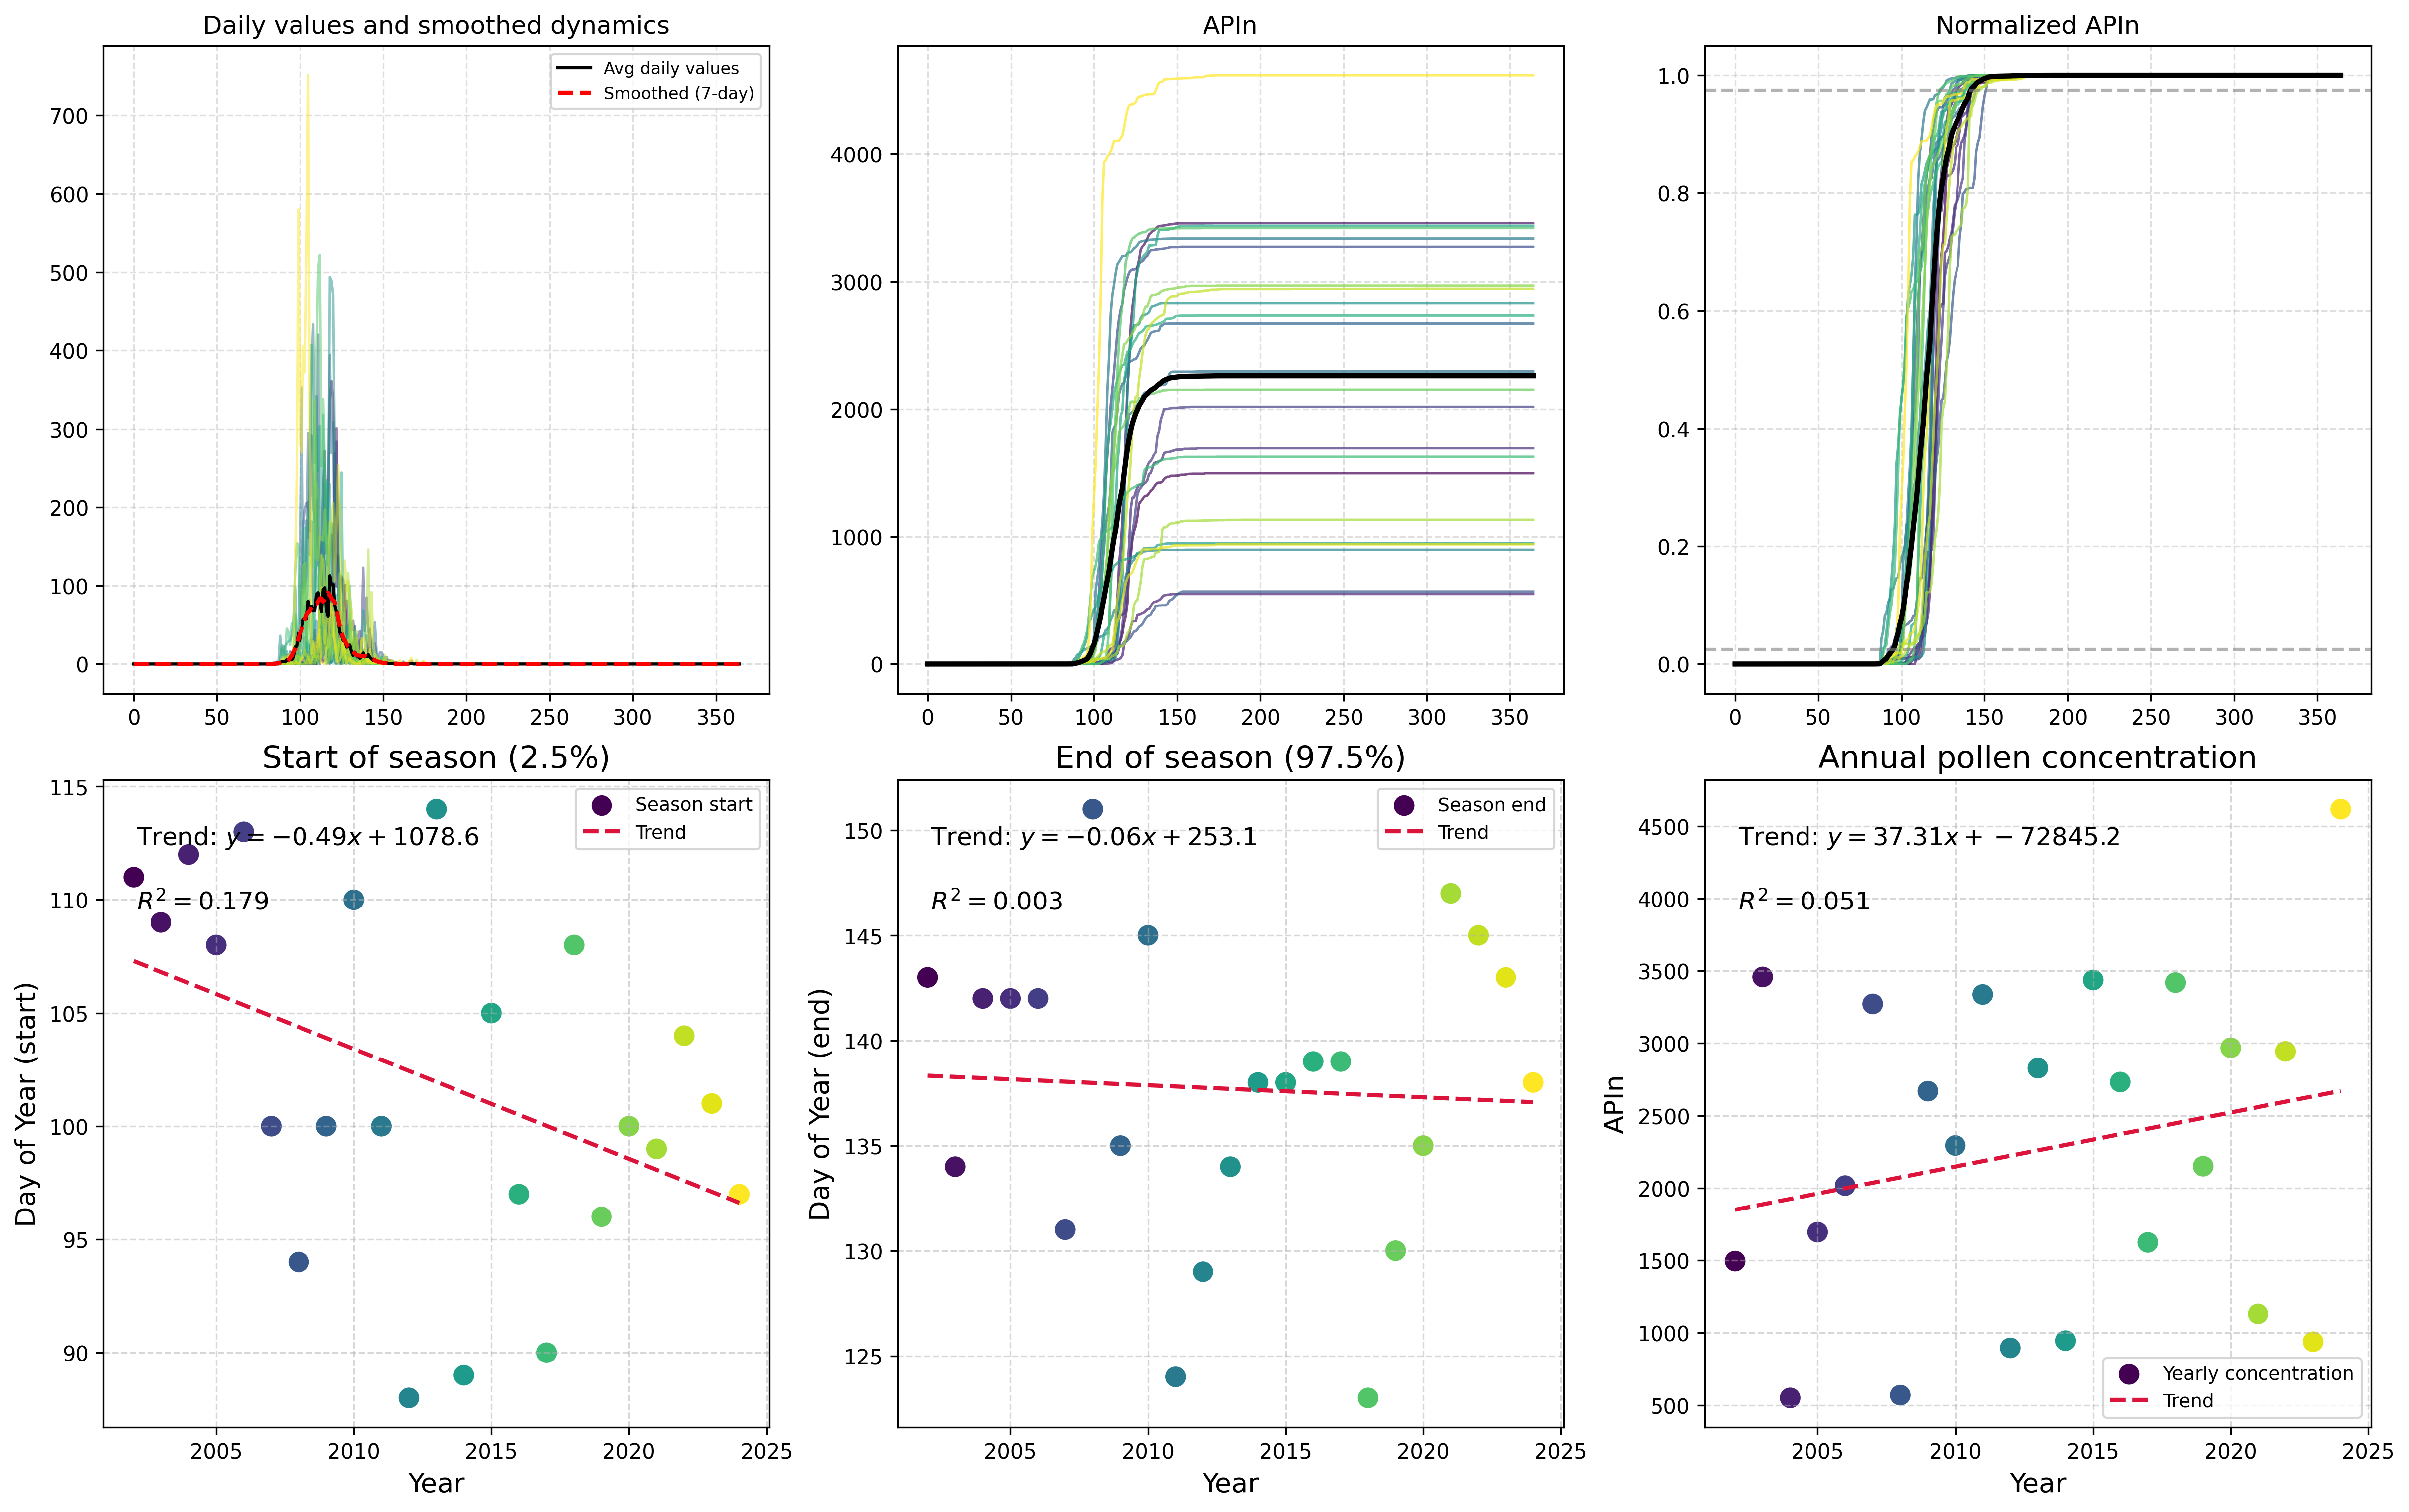 Daily values and smoothed dynamics
Avg daily values
Smoothed (7-day)
700
600
500
400
300
200
100
0
0 50 100 150 200 250 300 350
APIn
4000
3000
2000
1000
0
0 50 100 150 200 250 300 350
Normalized APIn
1.0
0.8
0.6
0.4
0.2
0.0
0 50 100 150 200 250 300 350
Start of season (2.5%)
Season start
Trend
Trend: y = −0.49x + 1078.6
R² = 0.179
Day of Year (start)
115
110
105
100
95
90
2005 2010 2015 2020 2025
Year
End of season (97.5%)
Season end
Trend
Trend: y = −0.06x + 253.1
R² = 0.003
Day of Year (end)
150
145
140
135
130
125
2005 2010 2015 2020 2025
Year
Annual pollen concentration
Trend: y = 37.31x + −72845.2
R² = 0.051
APIn
4500
4000
3500
3000
2500
2000
1500
1000
500
Yearly concentration
Trend
2005 2010 2015 2020 2025
Year